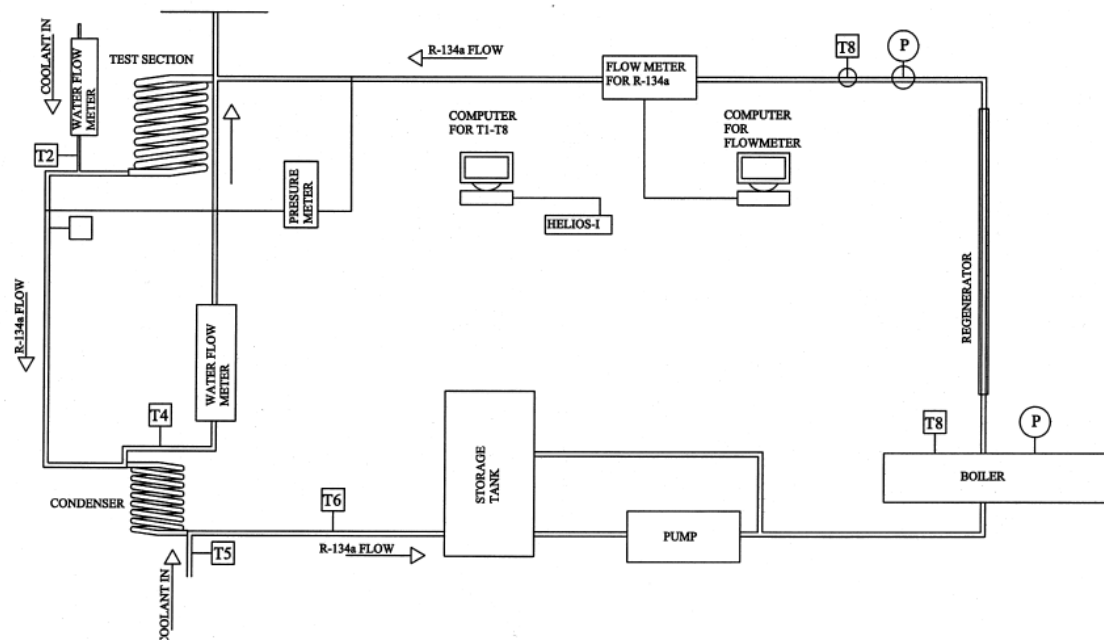 COOLANT IN
WATER FLOW
METER
TEST SECTION
R-134a FLOW
FLOW METER
FOR R-134a
T8
P
T2
COMPUTER
FOR T1-T8
COMPUTER
FOR
FLOWMETER
PRESURE
METER
HELIOS-I
R-134a FLOW
WATER FLOW
METER
REGENERATOR
T4
STORAGE
TANK
T8
P
BOILER
CONDENSER
T6
PUMP
R-134a FLOW
T5
COOLANT IN